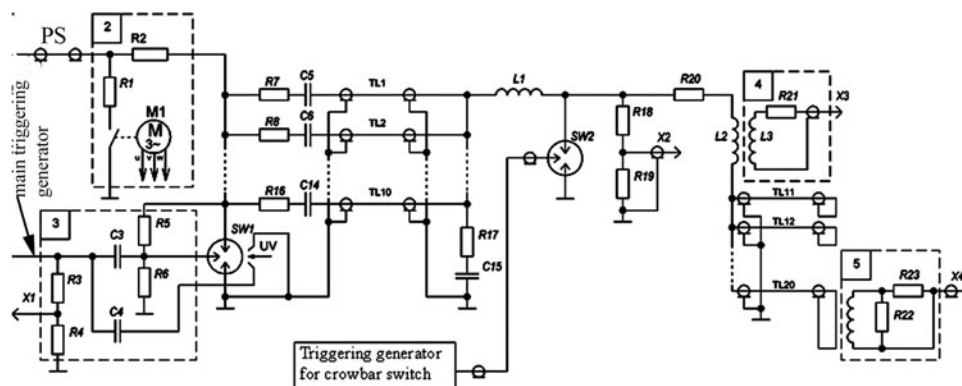 PS
2
R2
R1
M1
M
3~
U V W
main triggering
generator
3
R3
X1
R4
C3
C4
R5
R6
SW1
UV
R7
C5
TL1
R8
C6
TL2
R16
C14
TL10
R17
C15
L1
SW2
R18
X2
R19
R20
L2
4
R21
L3
X3
TL11
TL12
TL20
5
R23
R22
X4
Triggering generator
for crowbar switch